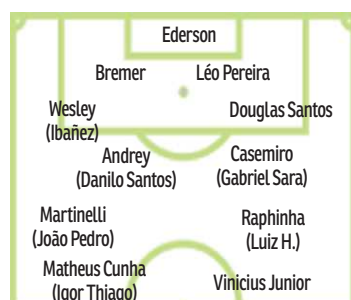 Ederson
Bremer Léo Pereira
Wesley
(Ibañez)
Douglas Santos
Andrey
(Danilo Santos)
Casemiro
(Gabriel Sara)
Martinelli
(João Pedro)
Raphinha
(Luiz H.)
Matheus Cunha
(Igor Thiago)
Vinicius Junior